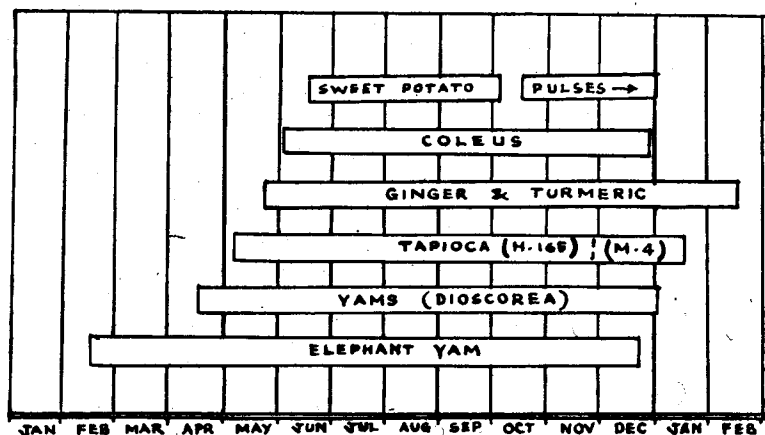 SWEET POTATO PULSES →
COLEUS
GINGER & TURMERIC
TAPIOCA (H-165) ; (M-4)
YAMS (DIOSCOREA)
ELEPHANT YAM
JAN FEB MAR APR MAY JUN JUL AUG SEP OCT NOV DEC JAN FEB